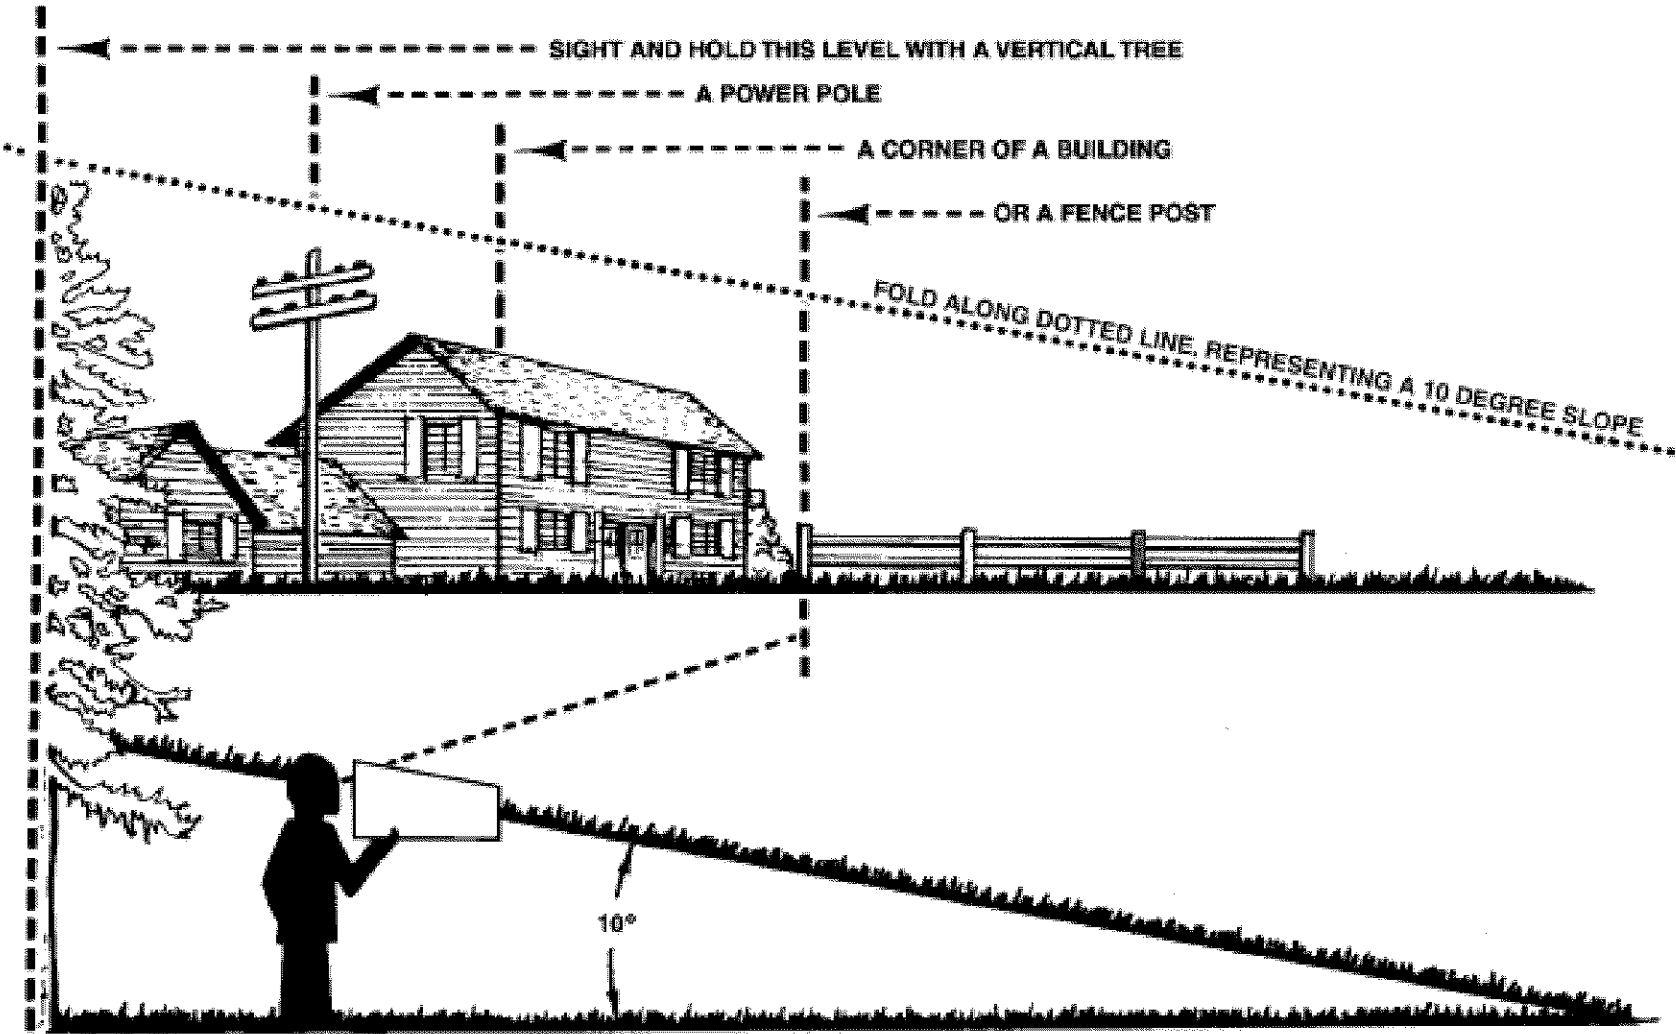 SIGHT AND HOLD THIS LEVEL WITH A VERTICAL TREE
A POWER POLE
A CORNER OF A BUILDING
OR A FENCE POST
FOLD ALONG DOTTED LINE, REPRESENTING A 10 DEGREE SLOPE
10°